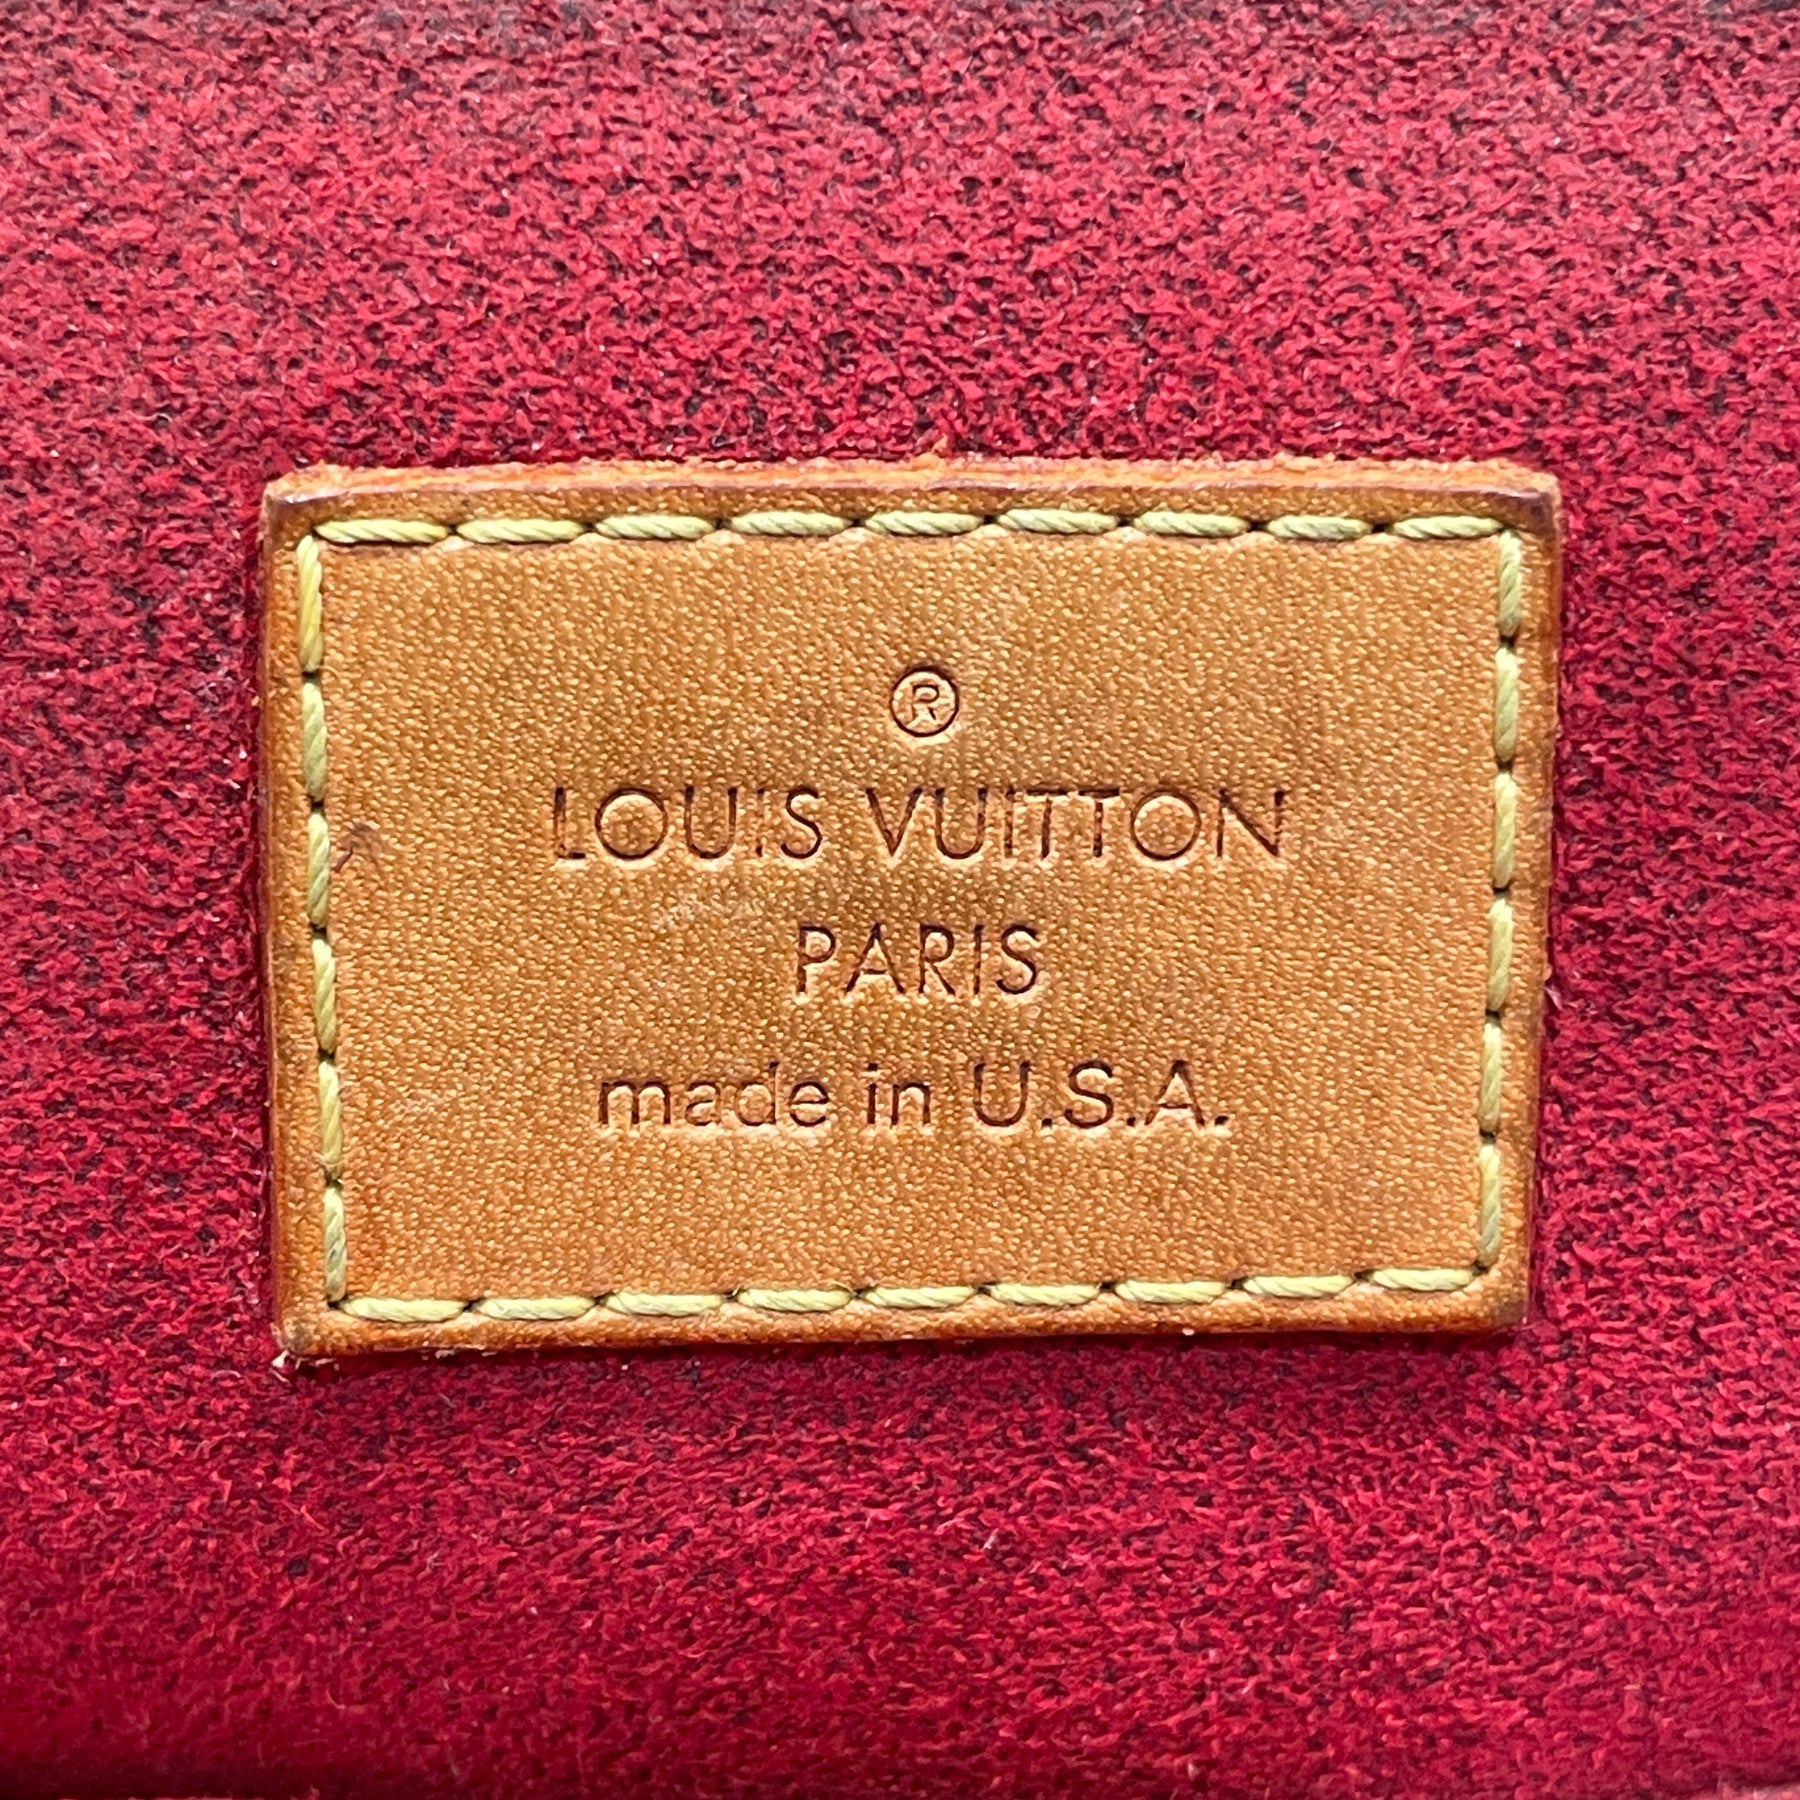 ®
LOUIS VUITTON
PARIS
made in U.S.A.